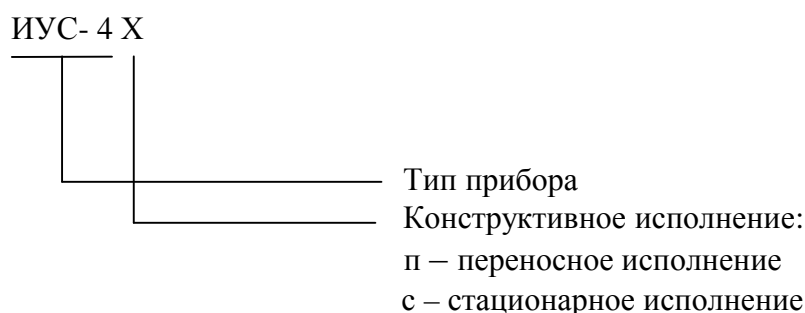 ИУС- 4 Х
Тип прибора
Конструктивное исполнение:
п – переносное исполнение
с – стационарное исполнение